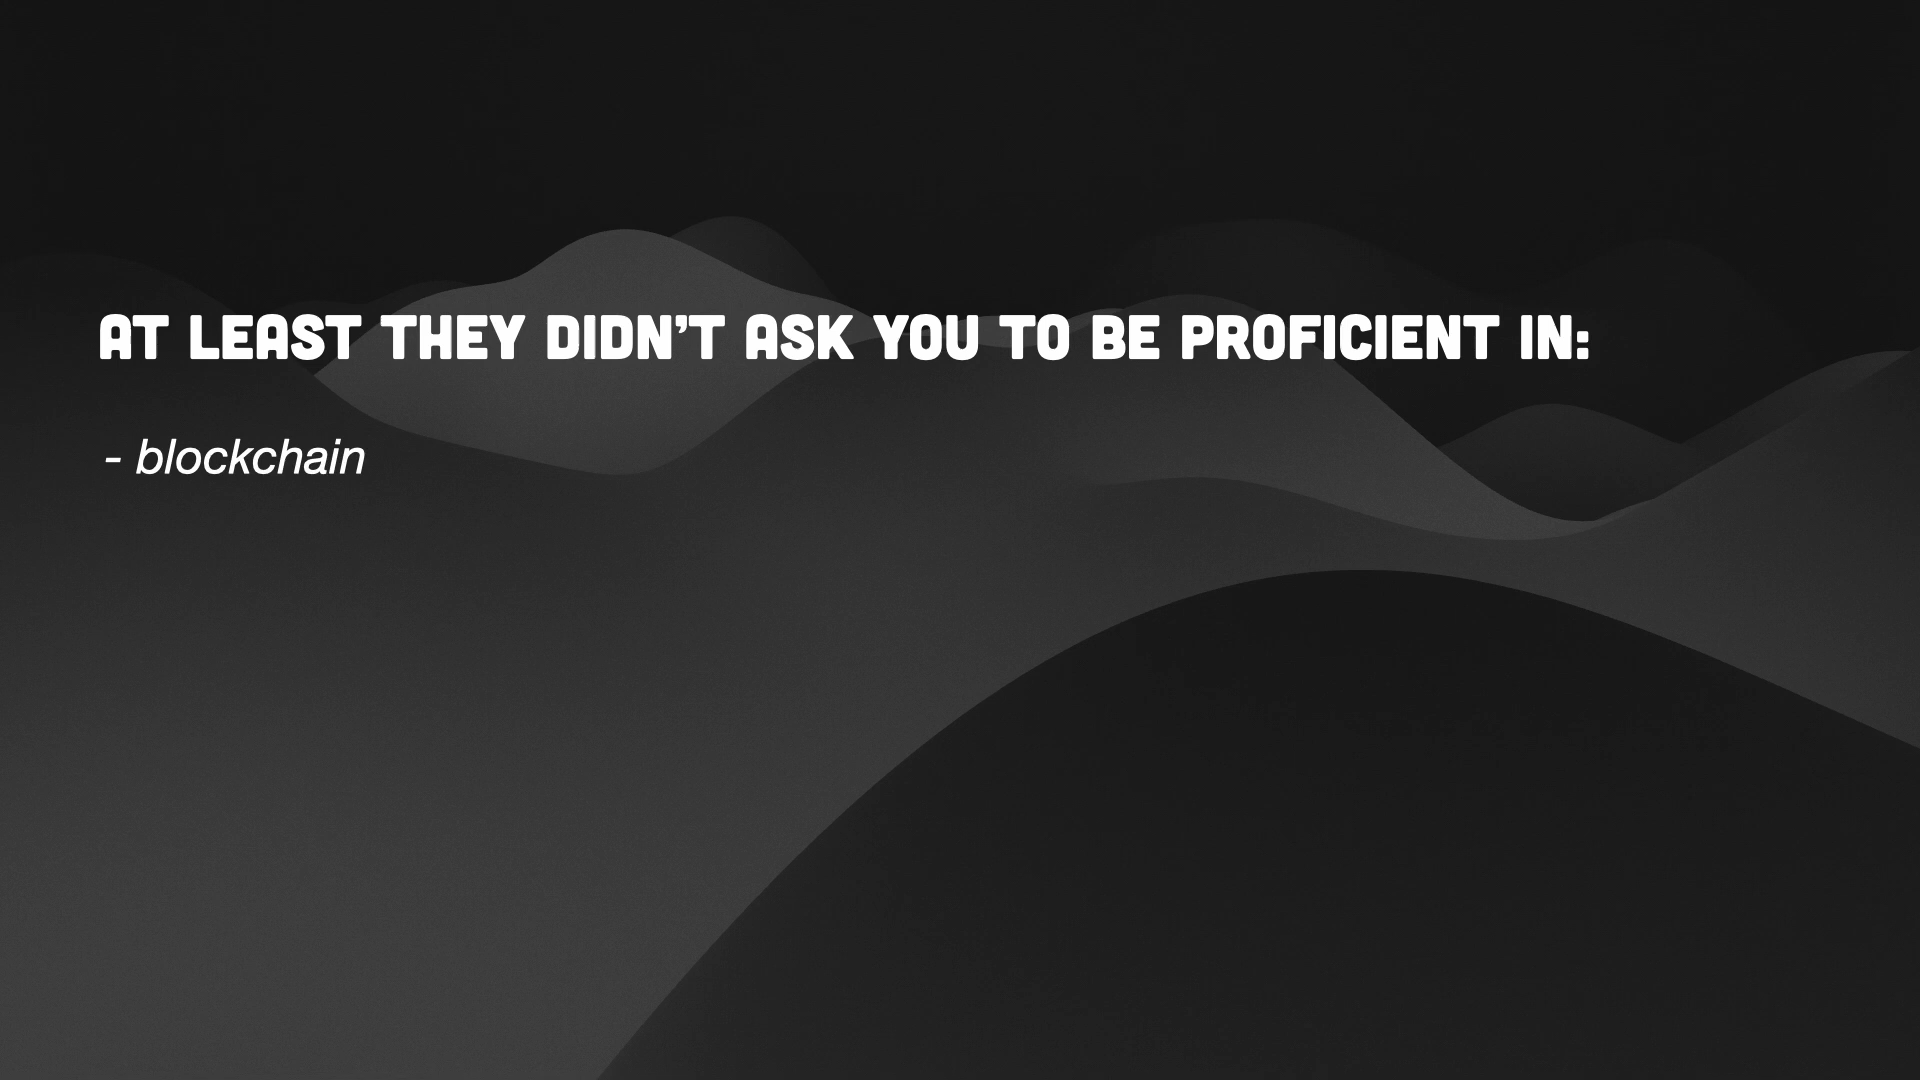 AT LEAST THEY DIDN’T ASK YOU TO BE PROFICIENT IN:
- blockchain